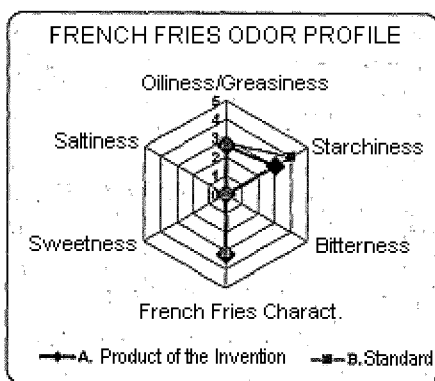 FRENCH FRIES ODOR PROFILE
Oiliness/Greasiness
5
4
3
2
1
0
Saltiness
Starchiness
Sweetness
Bitterness
French Fries Charact.
A. Product of the Invention
B. Standard